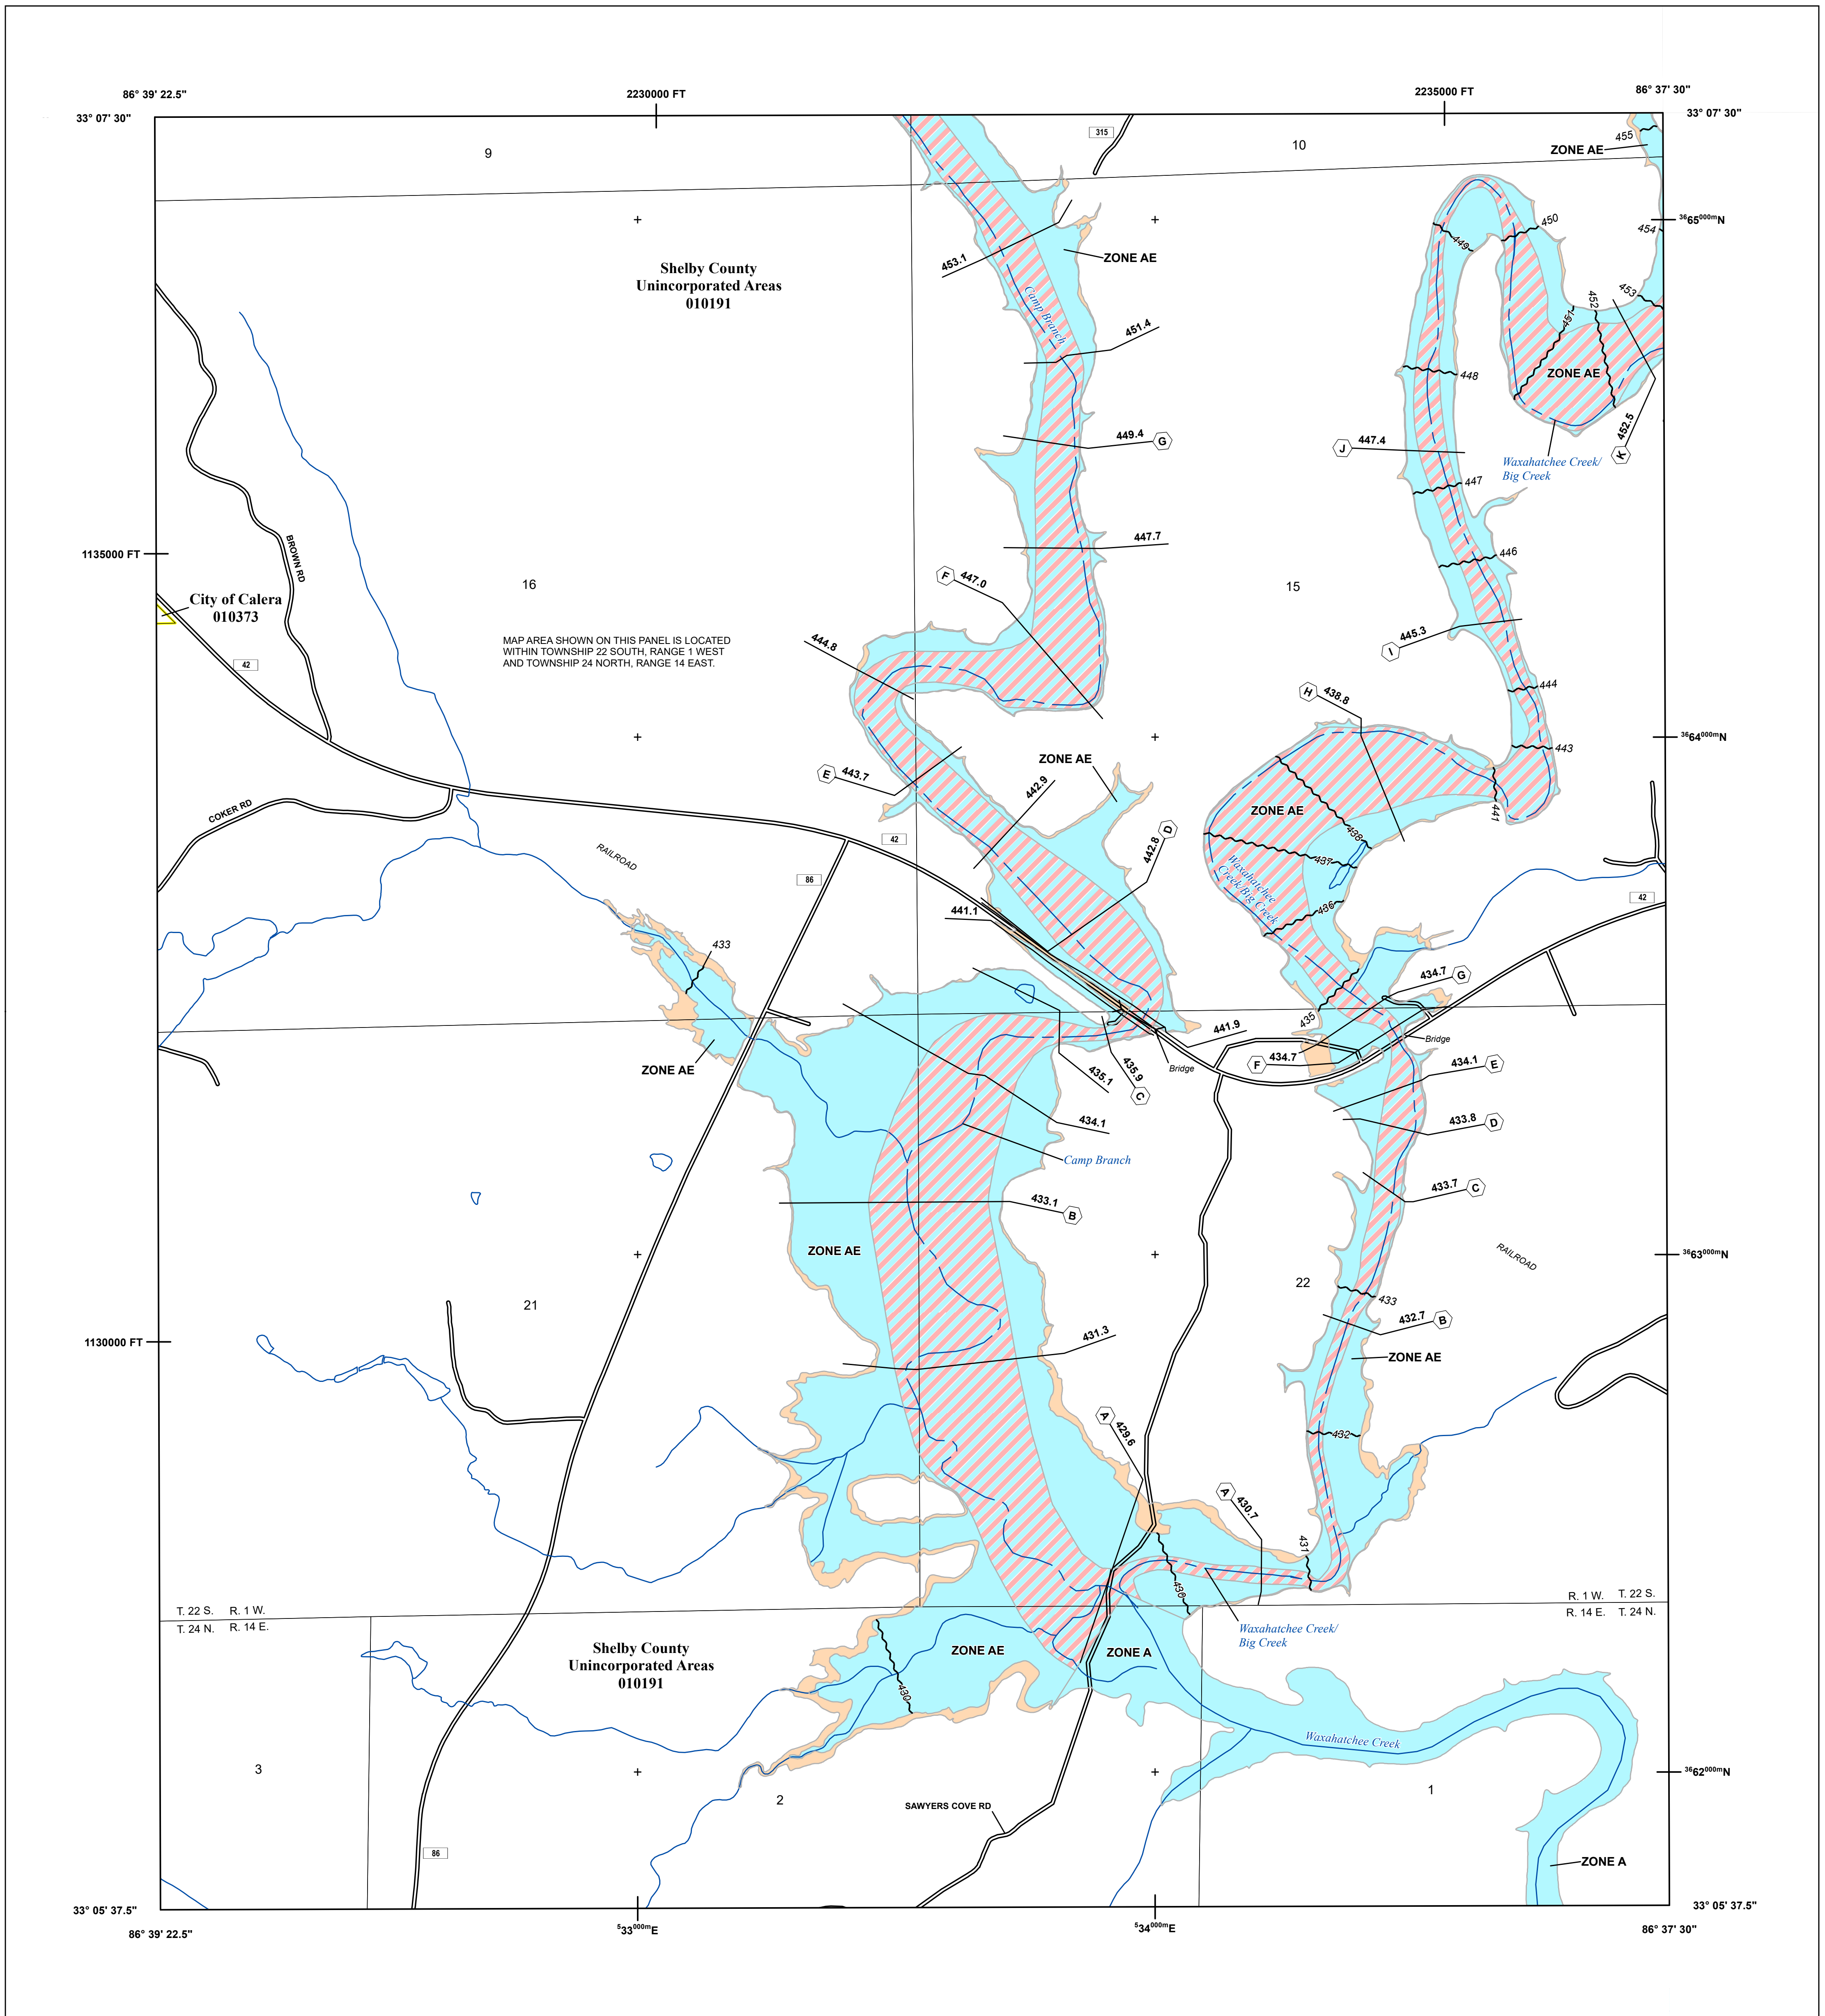 86° 39' 22.5"
2230000 FT
2235000 FT
86° 37' 30"
33° 07' 30"
33° 07' 30"
315
455
ZONE AE
9
10
450
3665000mN
454
449
453.1
ZONE AE
Shelby County
Unincorporated Areas
010191
Camp Branch
451.4
452
453
451
ZONE AE
448
452.5
K
449.4
G
J
447.4
Waxahatchee Creek/
Big Creek
447
1135000 FT
BROWN RD
447.7
446
F
447.0
16
15
City of Calera
010373
MAP AREA SHOWN ON THIS PANEL IS LOCATED
WITHIN TOWNSHIP 22 SOUTH, RANGE 1 WEST
AND TOWNSHIP 24 NORTH, RANGE 14 EAST.
444.8
445.3
I
42
444
H
438.8
3664000mN
443
ZONE AE
E
443.7
442.9
COKER RD
ZONE AE
441
42
442.8
D
438
437
RAILROAD
86
Waxahatchee
Creek/Big Creek
42
436
441.1
433
434.7
G
435
441.9
Bridge
434.7
F
434.1
E
ZONE AE
Bridge
435.9
C
435.1
434.1
433.8
D
Camp Branch
433.7
C
433.1
B
ZONE AE
RAILROAD
3663000mN
22
21
433
432.7
B
431.3
1130000 FT
ZONE AE
A
429.6
432
A
430.7
431
430
T. 22 S. R. 1 W.
T. 24 N. R. 14 E.
R. 1 W. T. 22 S.
R. 14 E. T. 24 N.
Waxahatchee Creek/
Big Creek
Shelby County
Unincorporated Areas
010191
ZONE AE
ZONE A
430
Waxahatchee Creek
3
2
1
3662000mN
SAWYERS COVE RD
86
ZONE A
33° 05' 37.5"
33° 05' 37.5"
86° 39' 22.5"
533000mE
534000mE
86° 37' 30"